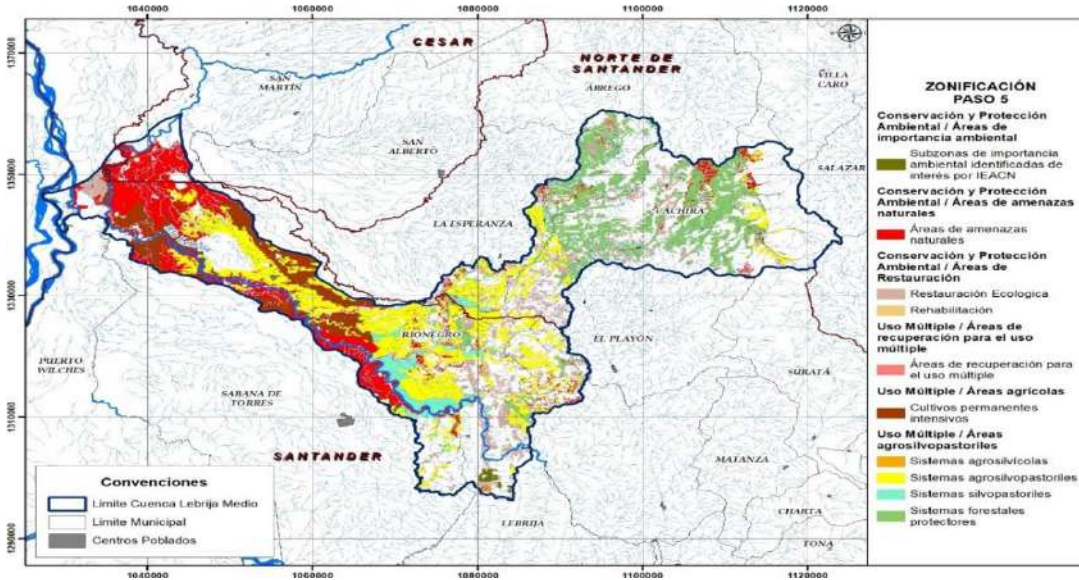 1040000 1060000 1080000 1100000 1120000
1370000
1350000
1330000
1310000
1290000
CESAR
NORTE DE
SANTANDER
ÁBREGO
SAN
MARTÍN
VILLA
CARO
SAN
ALBERTO
SALAZAR
LA ESPERANZA
CÁCHIRA
RIONEGRO
EL PLAYÓN
PUERTO
WILCHES
SURATÁ
SABANA DE
TORRES
SANTANDER
MATANZA
CHARTA
LEBRIJA
TONA
Convenciones
Limite Cuenca Lebrija Medio
Limite Municipal
Centros Poblados
1040000 1060000 1080000 1100000 1120000
ZONIFICACIÓN
PASO 5
Conservación y Protección
Ambiental / Áreas de
importancia ambiental
Subzonas de importancia
ambiental identificadas de
interés por IEACN
Conservación y Protección
Ambiental / Áreas de amenazas
naturales
Áreas de amenazas
naturales
Conservación y Protección
Ambiental / Áreas de
Restauración
Restauración Ecologica
Rehabilitación
Uso Múltiple / Áreas de
recuperación para el uso
múltiple
Áreas de recuperación para
el uso múltiple
Uso Múltiple / Áreas agrícolas
Cultivos permanentes
intensivos
Uso Múltiple / Áreas
agrosilvopastoriles
Sistemas agrosilvícolas
Sistemas agrosilvopastoriles
Sistemas silvopastoriles
Sistemas forestales
protectores